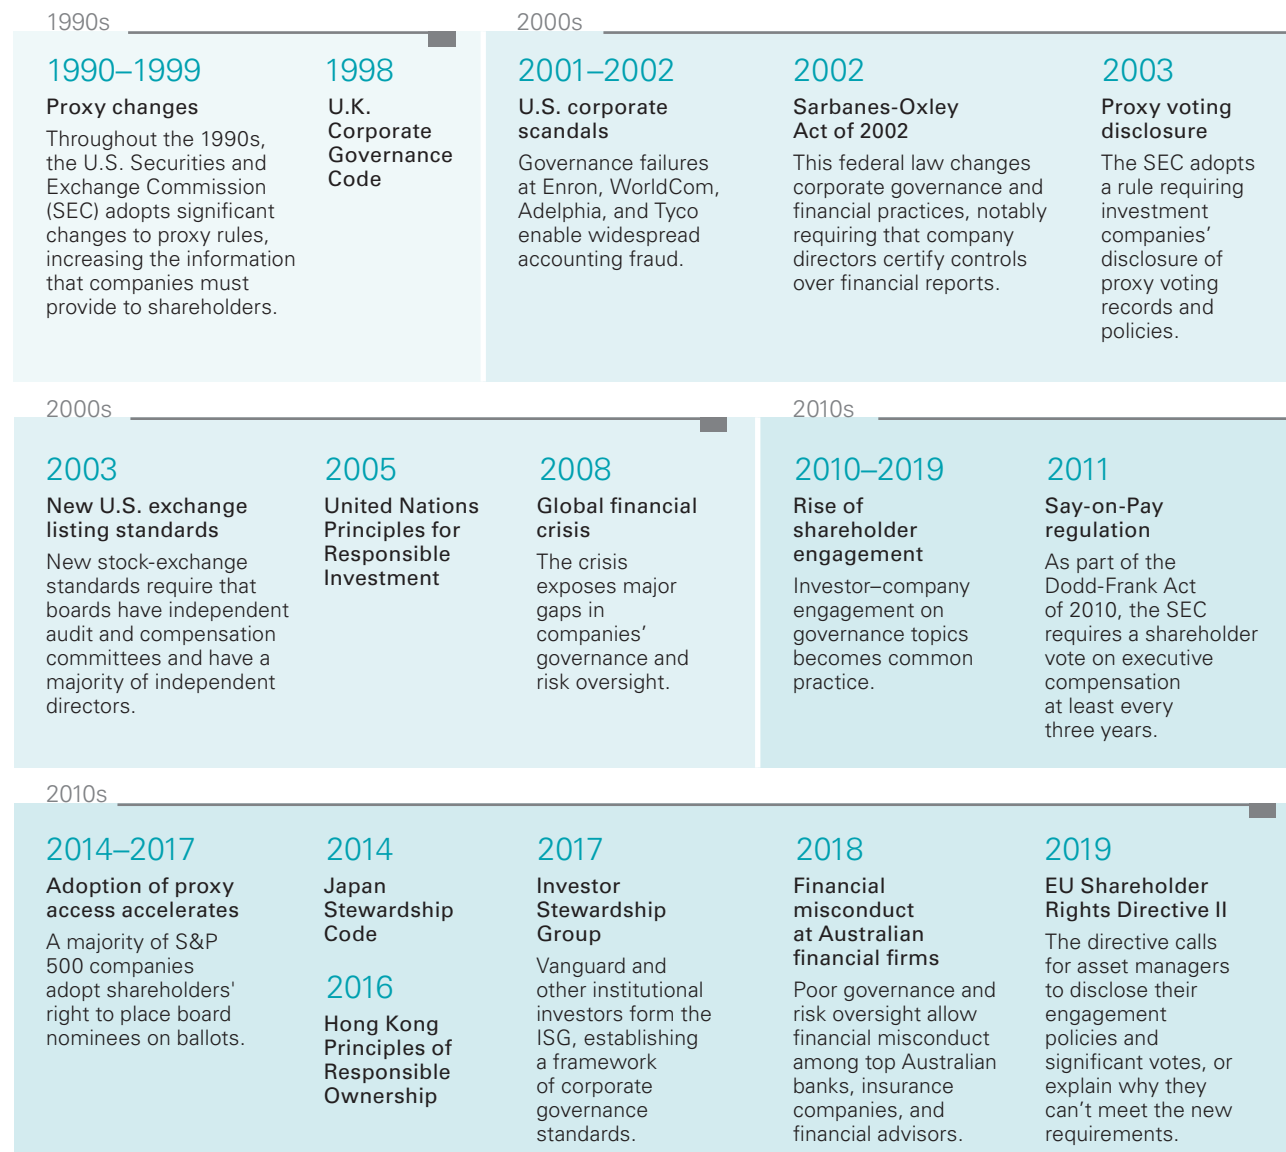 1990s
1990–1999
Proxy changes
Throughout the 1990s,
the U.S. Securities and
Exchange Commission
(SEC) adopts significant
changes to proxy rules,
increasing the information
that companies must
provide to shareholders.
1998
U.K.
Corporate
Governance
Code
2000s
2001–2002
U.S. corporate
scandals
Governance failures
at Enron, WorldCom,
Adelphia, and Tyco
enable widespread
accounting fraud.
2002
Sarbanes-Oxley
Act of 2002
This federal law changes
corporate governance and
financial practices, notably
requiring that company
directors certify controls
over financial reports.
2003
Proxy voting
disclosure
The SEC adopts
a rule requiring
investment
companies’
disclosure of
proxy voting
records and
policies.
2000s
2003
New U.S. exchange
listing standards
New stock-exchange
standards require that
boards have independent
audit and compensation
committees and have a
majority of independent
directors.
2005
United Nations
Principles for
Responsible
Investment
2008
Global financial
crisis
The crisis
exposes major
gaps in
companies’
governance and
risk oversight.
2010s
2010–2019
Rise of
shareholder
engagement
Investor–company
engagement on
governance topics
becomes common
practice.
2011
Say-on-Pay
regulation
As part of the
Dodd-Frank Act
of 2010, the SEC
requires a shareholder
vote on executive
compensation
at least every
three years.
2010s
2014–2017
Adoption of proxy
access accelerates
A majority of S&P
500 companies
adopt shareholders'
right to place board
nominees on ballots.
2014
Japan
Stewardship
Code
2016
Hong Kong
Principles of
Responsible
Ownership
2017
Investor
Stewardship
Group
Vanguard and
other institutional
investors form the
ISG, establishing
a framework
of corporate
governance
standards.
2018
Financial
misconduct
at Australian
financial firms
Poor governance and
risk oversight allow
financial misconduct
among top Australian
banks, insurance
companies, and
financial advisors.
2019
EU Shareholder
Rights Directive II
The directive calls
for asset managers
to disclose their
engagement
policies and
significant votes, or
explain why they
can’t meet the new
requirements.